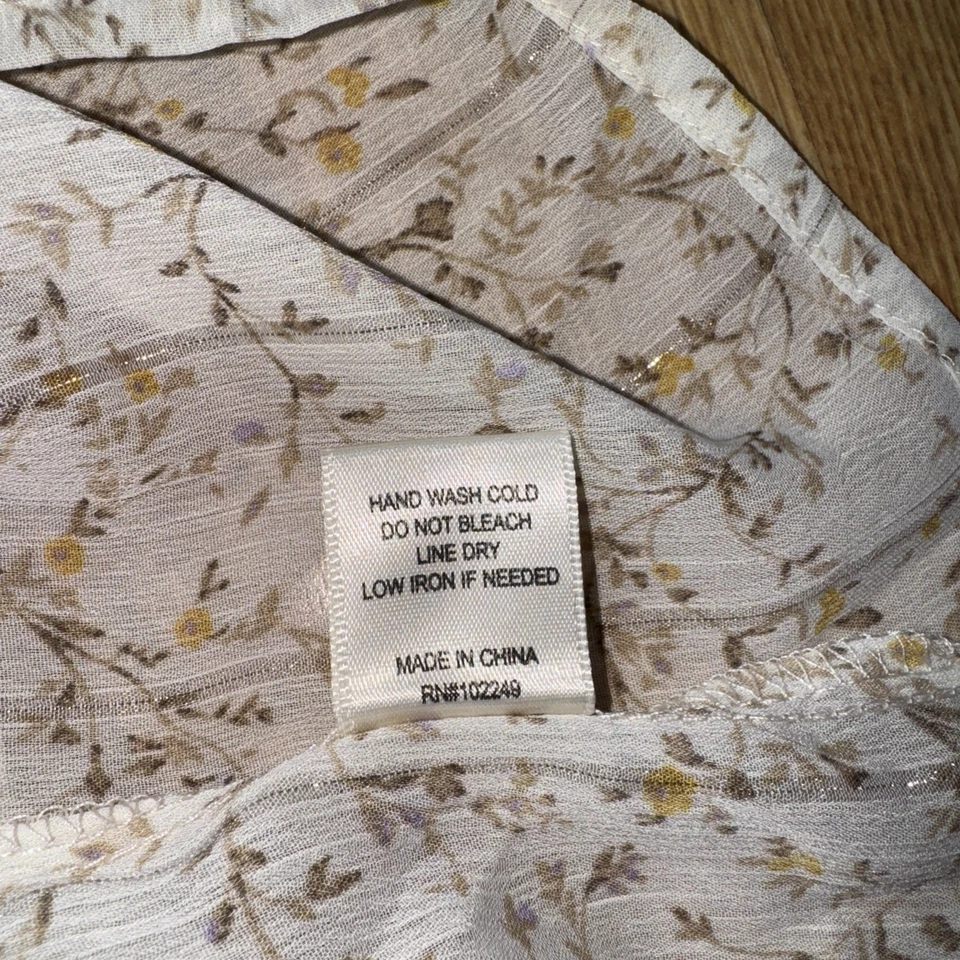 HAND WASH COLD
DO NOT BLEACH
LINE DRY
LOW IRON IF NEEDED
MADE IN CHINA
RN#102249